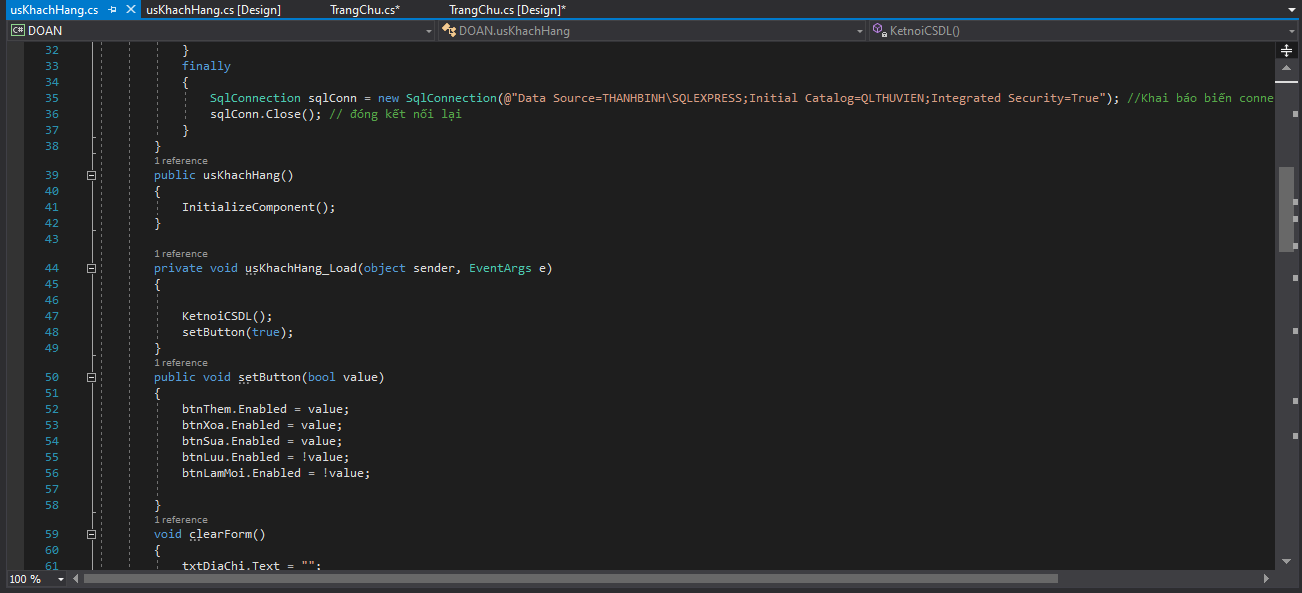 usKhachHang.cs usKhachHang.cs [Design] TrangChu.cs* TrangChu.cs [Design]*
C# DOAN DOAN.usKhachHang KetnoiCSDL()
32 }
33 finally
34 {
35 SqlConnection sqlConn = new SqlConnection(@"Data Source=THANHBINH\SQLEXPRESS;Initial Catalog=QLTHUVIEN;Integrated Security=True"); //Khai báo biến conne
36 sqlConn.Close(); // đóng kết nối lại
37 }
38 }
1 reference
39 public usKhachHang()
40 {
41 InitializeComponent();
42 }
43
1 reference
44 private void usKhachHang_Load(object sender, EventArgs e)
45 {
46
47 KetnoiCSDL();
48 setButton(true);
49 }
1 reference
50 public void setButton(bool value)
51 {
52 btnThem.Enabled = value;
53 btnXoa.Enabled = value;
54 btnSua.Enabled = value;
55 btnLuu.Enabled = !value;
56 btnLamMoi.Enabled = !value;
57
58 }
1 reference
59 void clearForm()
60 {
61 txtDiaChi.Text = "";
100 %